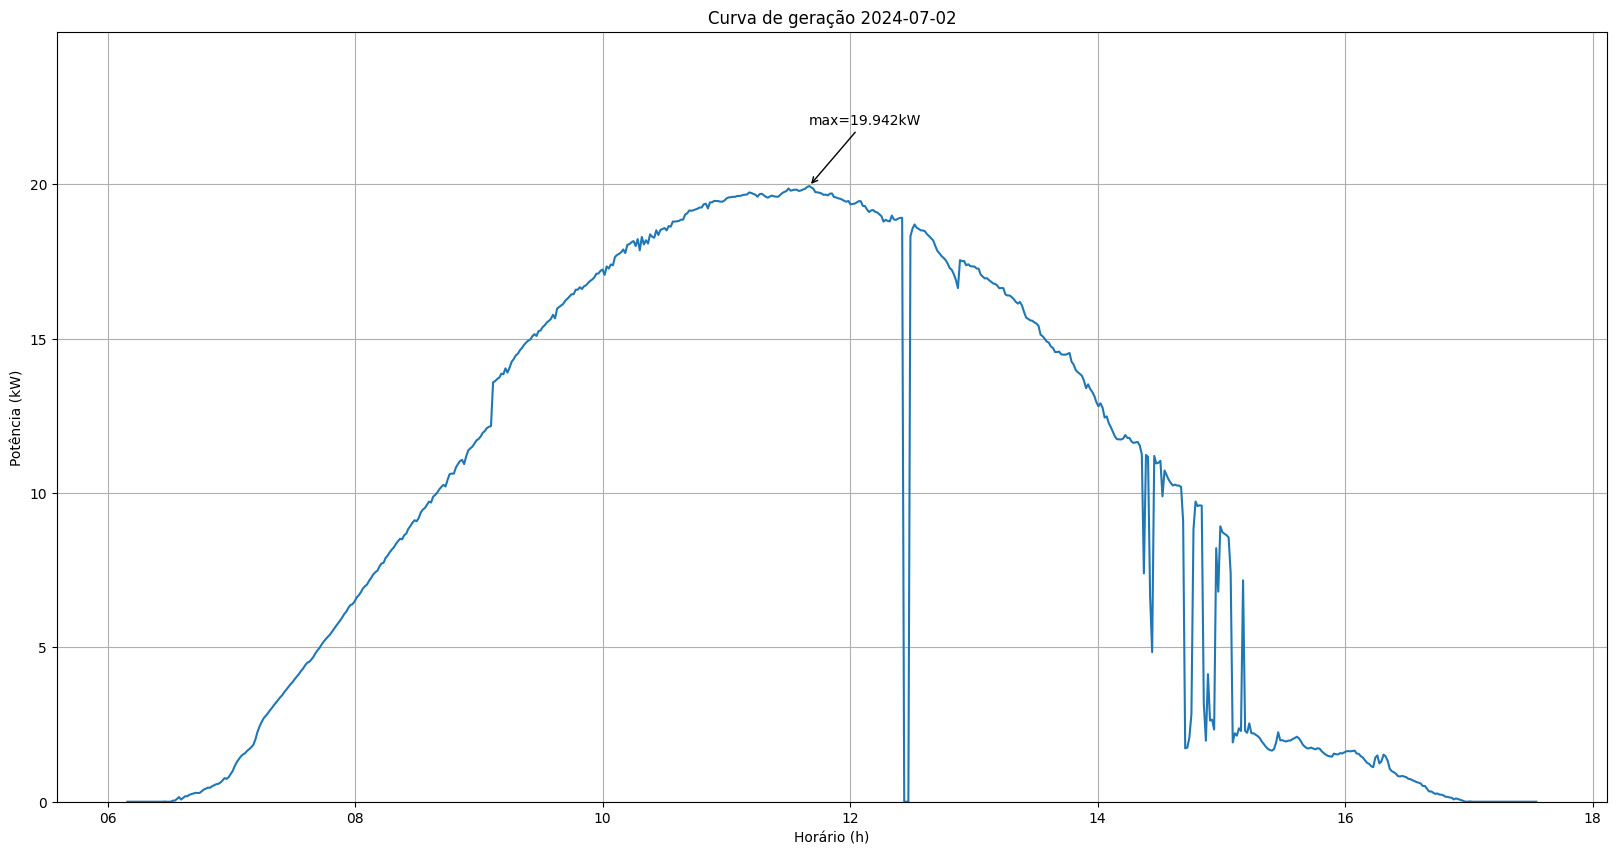 Curva de geração 2024-07-02
max=19.942kW
20
15
10
5
0
Potência (kW)
06 08 10 12 14 16 18
Horário (h)